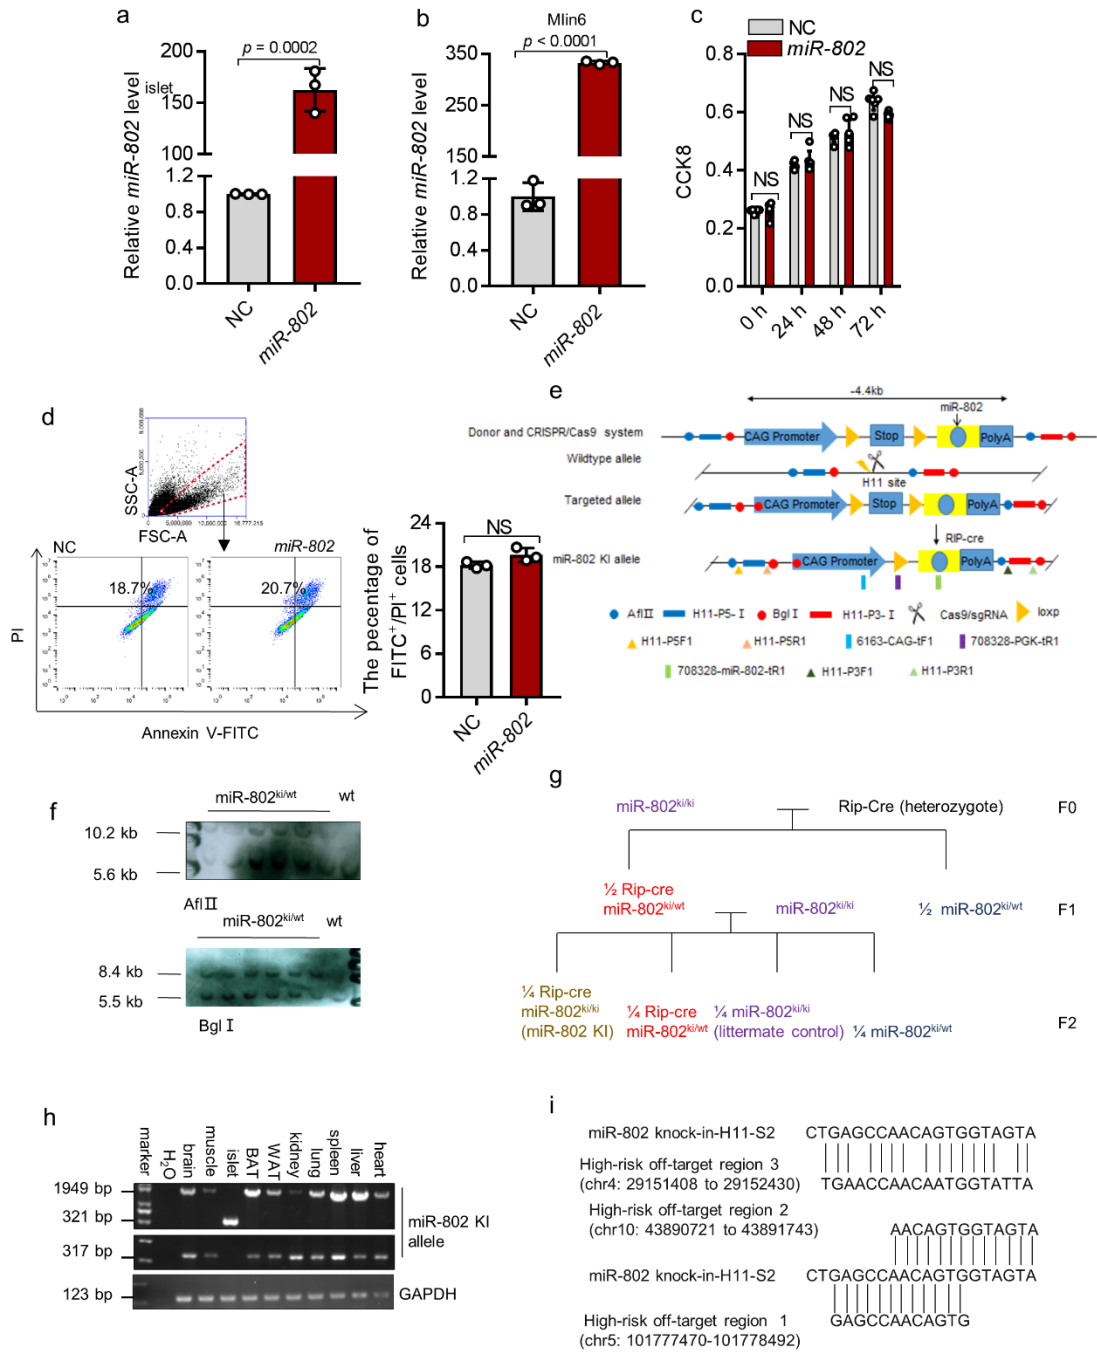 a
p = 0.0002
Relative miR-802 level
islet
200
150
100
1.2
0.8
0.4
0.0
NC
miR-802
b
MIin6
p < 0.0001
Relative miR-802 level
350
250
150
1.2
0.8
0.4
0.0
NC
miR-802
c
NC
miR-802
CCK8
0.8
0.6
0.4
0.2
0.0
NS
NS
NS
NS
0 h
24 h
48 h
72 h
d
SSC-A
FSC-A
5,000,000
10,000,000
16,777,215
NC
miR-802
18.7%
20.7%
PI
Annexin V-FITC
The pecentage of
FITC+/PI+ cells
24
18
12
6
0
NS
NC
miR-802
e
~4.4kb
miR-802
Donor and CRISPR/Cas9 system
CAG Promoter
Stop
PolyA
Wildtype allele
H11 site
Targeted allele
CAG Promoter
Stop
PolyA
RIP-cre
miR-802 KI allele
CAG Promoter
PolyA
AflII
H11-P5- I
Bgl I
H11-P3- I
Cas9/sgRNA
loxp
H11-P5F1
H11-P5R1
6163-CAG-tF1
708328-PGK-tR1
708328-miR-802-tR1
H11-P3F1
H11-P3R1
f
miR-802ki/wt
wt
10.2 kb
5.6 kb
AflII
miR-802ki/wt
wt
8.4 kb
5.5 kb
Bgl I
g
miR-802ki/ki
Rip-Cre (heterozygote)
F0
½ Rip-cre
miR-802ki/wt
miR-802ki/ki
½ miR-802ki/wt
F1
¼ Rip-cre
miR-802ki/ki
(miR-802 KI)
¼ Rip-cre
miR-802ki/wt
¼ miR-802ki/ki
(littermate control)
¼ miR-802ki/wt
F2
h
marker
H2O
brain
muscle
islet
BAT
WAT
kidney
lung
spleen
liver
heart
1949 bp
321 bp
317 bp
123 bp
miR-802 KI
allele
GAPDH
i
miR-802 knock-in-H11-S2 CTGAGCCAACAGTGGTAGTA
High-risk off-target region 3
(chr4: 29151408 to 29152430) TGAACCAACAATGGTATTA
High-risk off-target region 2
(chr10: 43890721 to 43891743) AACAGTGGTAGTA
miR-802 knock-in-H11-S2 CTGAGCCAACAGTGGTAGTA
High-risk off-target region 1 GAGCCAACAGTG
(chr5: 101777470-101778492)